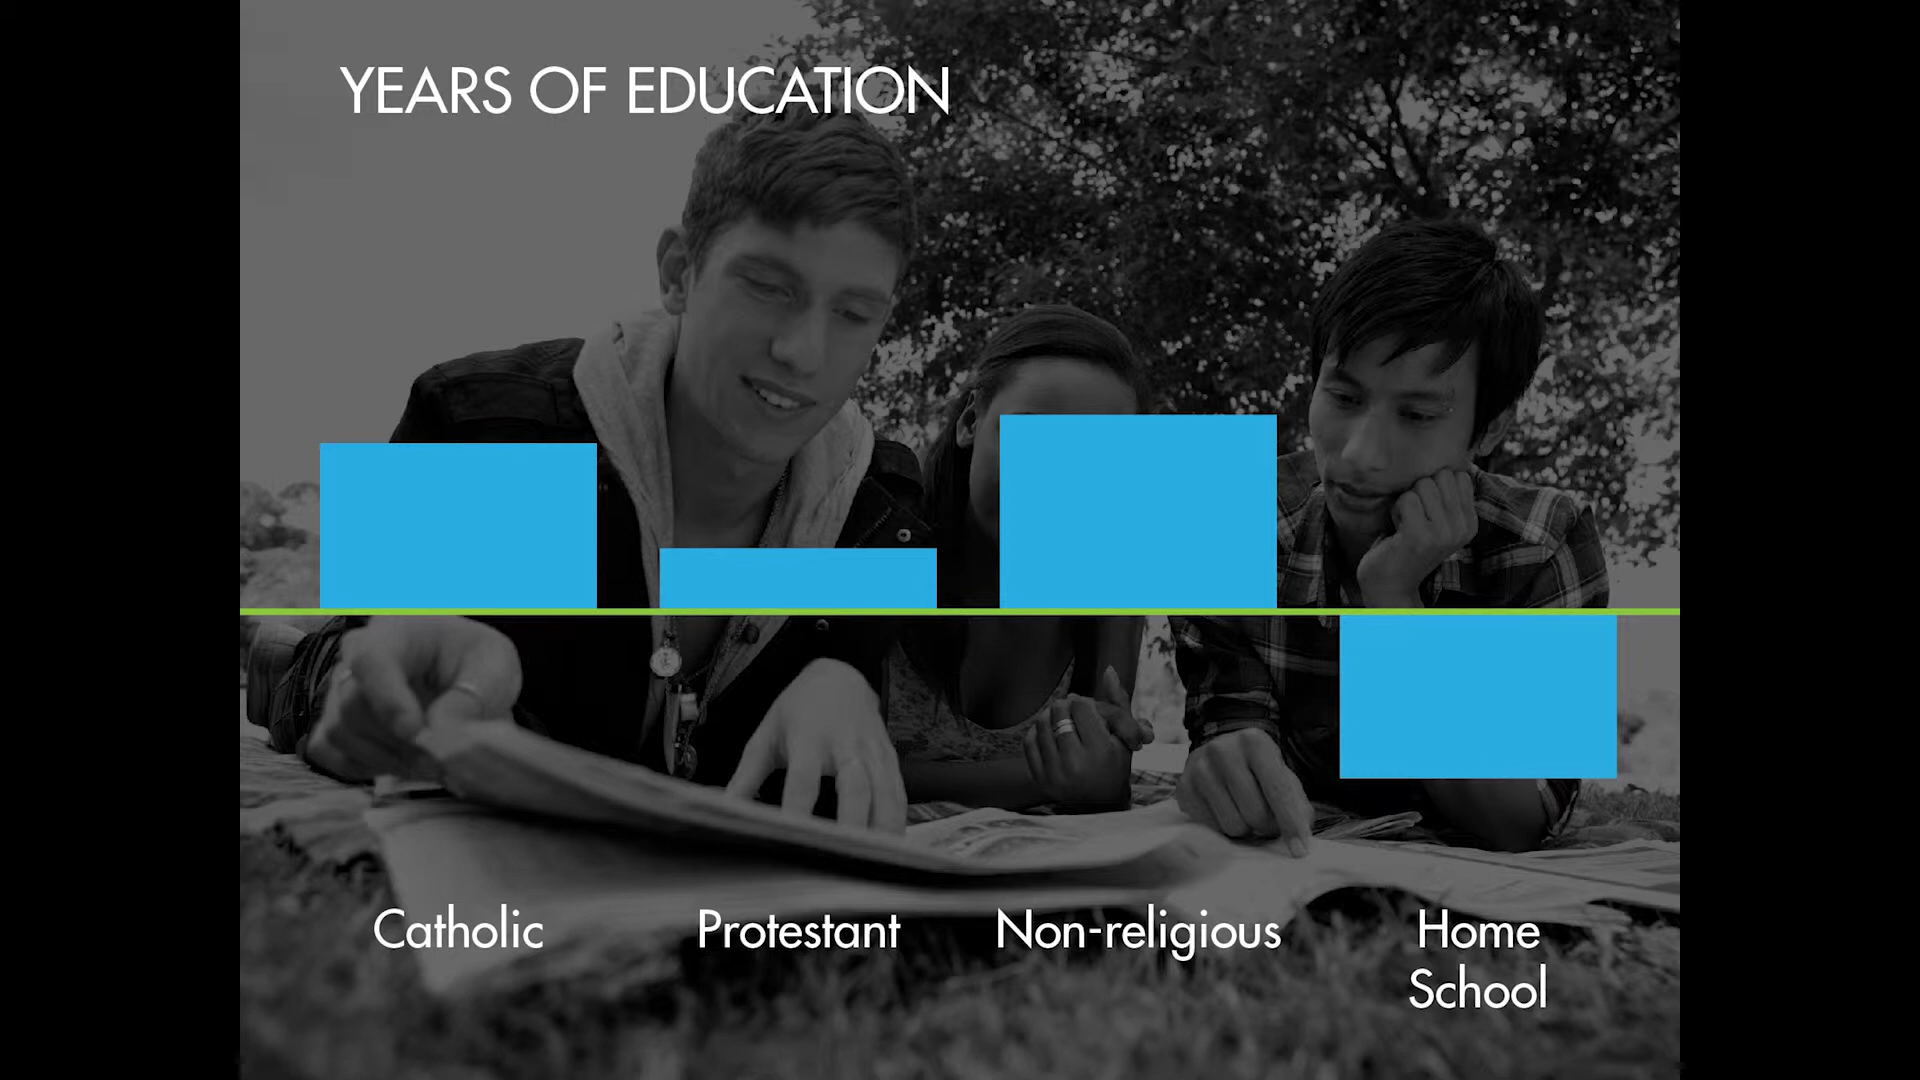 YEARS OF EDUCATION
Catholic
Protestant
Non-religious
Home
School